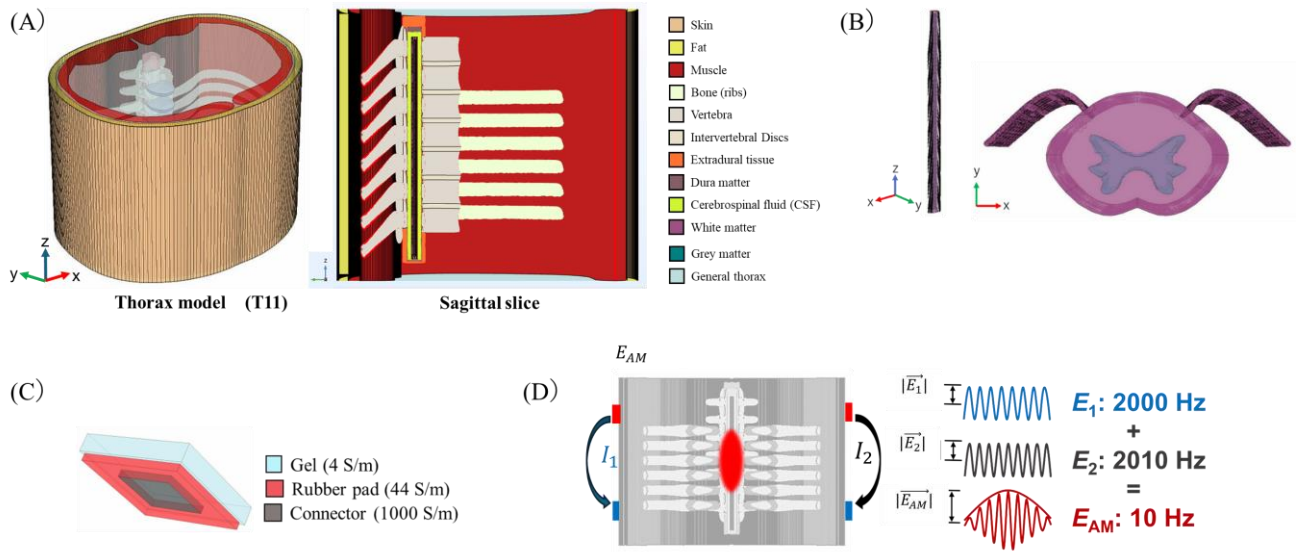 (A)
z
y
x
Thorax model (T11)
z
Sagittal slice
Skin
Fat
Muscle
Bone (ribs)
Vertebra
Intervertebral Discs
Extradural tissue
Dura matter
Cerebrospinal fluid (CSF)
White matter
Grey matter
General thorax
(B)
z
x
y
y
x
(C)
Gel (4 S/m)
Rubber pad (44 S/m)
Connector (1000 S/m)
(D)
E_AM
I₁
I₂
|E₁|
E₁: 2000 Hz
+
|E₂|
E₂: 2010 Hz
=
|E_AM|
E_AM: 10 Hz